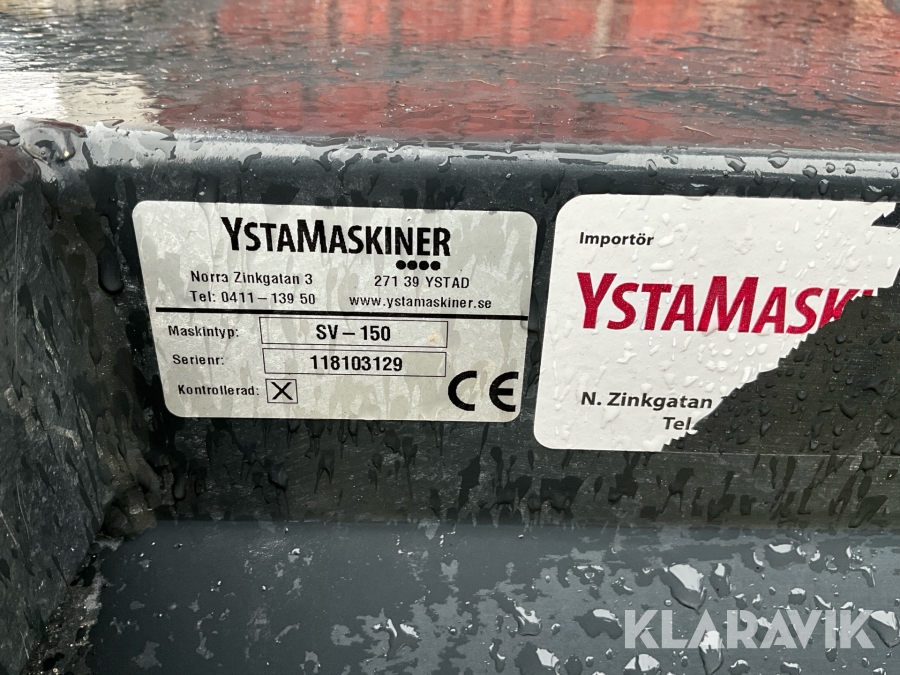 YSTAMASKINER
Norra Zinkgatan 3 271 39 YSTAD
Tel: 0411-139 50 www.ystamaskiner.se
Maskintyp: SV-150
Serienr: 118103129
Kontrollerad: X
CE
Importör
YSTAMASK
N. Zinkgatan
Tel.
KLARAVIK